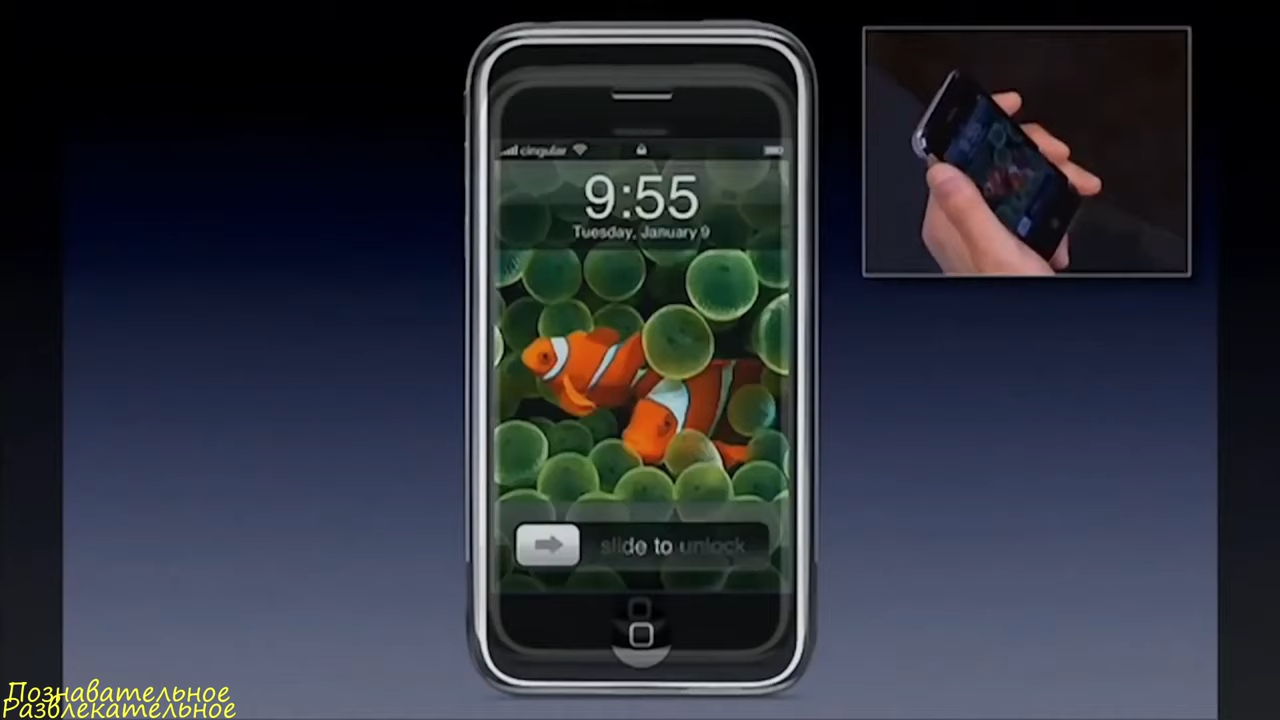 cingular
9:55
Tuesday, January 9
slide to unlock
Познавательное
Развлекательное